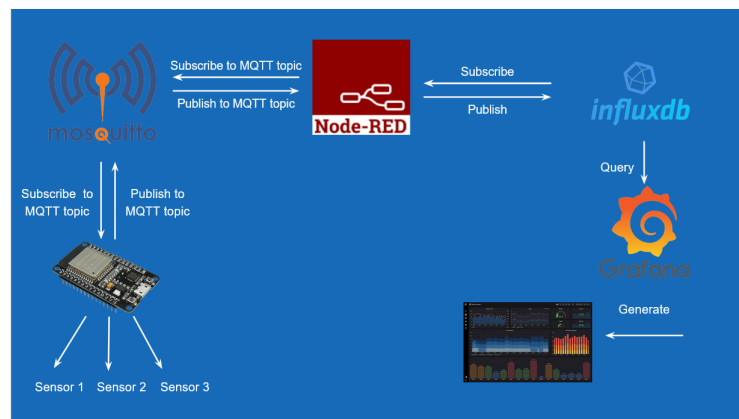 Subscribe to MQTT topic
Publish to MQTT topic
mosquitto
Node-RED
Subscribe
Publish
influxdb
Query
Subscribe to
MQTT topic
Publish to
MQTT topic
Grafana
Generate
Sensor 1
Sensor 2
Sensor 3